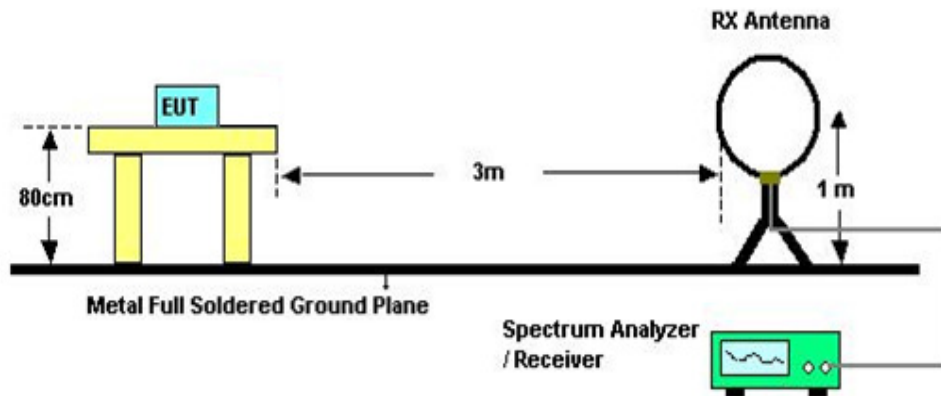 RX Antenna
EUT
3m
80cm
1 m
Metal Full Soldered Ground Plane
Spectrum Analyzer
/ Receiver